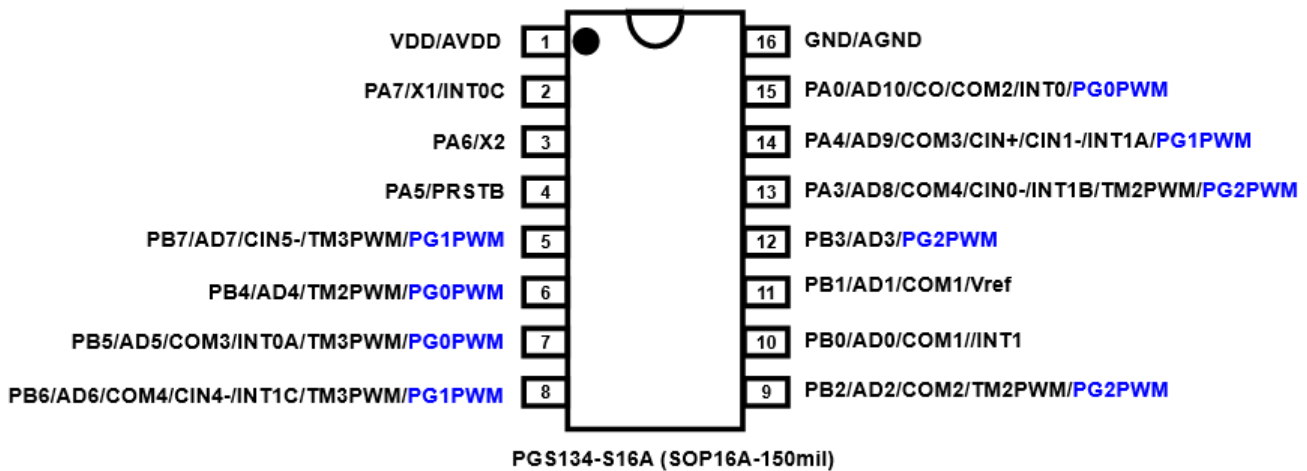 VDD/AVDD 1 16 GND/AGND
PA7/X1/INT0C 2 15 PA0/AD10/CO/COM2/INT0/PG0PWM
PA6/X2 3 14 PA4/AD9/COM3/CIN+/CIN1-/INT1A/PG1PWM
PA5/PRSTB 4 13 PA3/AD8/COM4/CIN0-/INT1B/TM2PWM/PG2PWM
PB7/AD7/CIN5-/TM3PWM/PG1PWM 5 12 PB3/AD3/PG2PWM
PB4/AD4/TM2PWM/PG0PWM 6 11 PB1/AD1/COM1/Vref
PB5/AD5/COM3/INT0A/TM3PWM/PG0PWM 7 10 PB0/AD0/COM1//INT1
PB6/AD6/COM4/CIN4-/INT1C/TM3PWM/PG1PWM 8 9 PB2/AD2/COM2/TM2PWM/PG2PWM
PGS134-S16A (SOP16A-150mil)